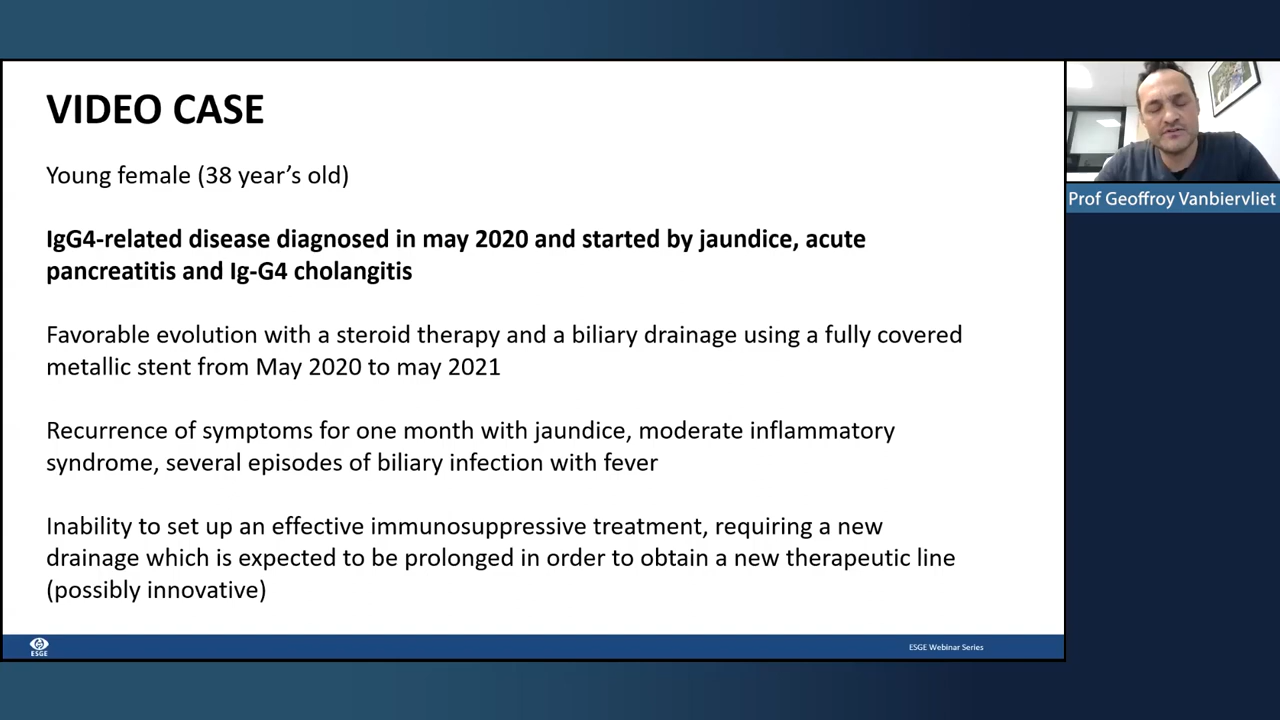 VIDEO CASE
Young female (38 year’s old)
IgG4-related disease diagnosed in may 2020 and started by jaundice, acute
pancreatitis and Ig-G4 cholangitis
Favorable evolution with a steroid therapy and a biliary drainage using a fully covered
metallic stent from May 2020 to may 2021
Recurrence of symptoms for one month with jaundice, moderate inflammatory
syndrome, several episodes of biliary infection with fever
Inability to set up an effective immunosuppressive treatment, requiring a new
drainage which is expected to be prolonged in order to obtain a new therapeutic line
(possibly innovative)
ESGE
ESGE Webinar Series
Prof Geoffroy Vanbiervliet